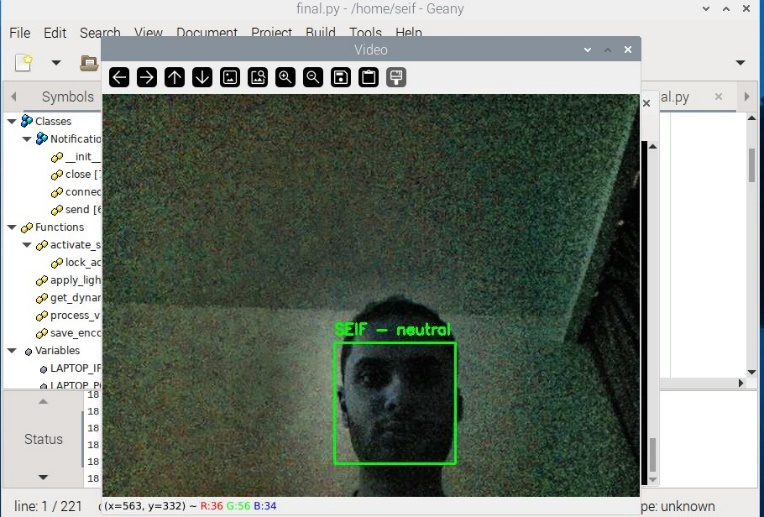 final.py - /home/seif - Geany
File Edit Search View Document Project Build Tools Help
Video
Symbols
al.py
Classes
Notificatio
__init__
close [
connec
send [6
Functions
activate_s
lock_ac
apply_ligh
get_dynar
process_v
save_enco
Variables
LAPTOP_IF
SEIF - neutral
18
18
18
18
18
18
Status
line: 1 / 221
(x=563, y=332) ~ R:36 G:56 B:34
pe: unknown